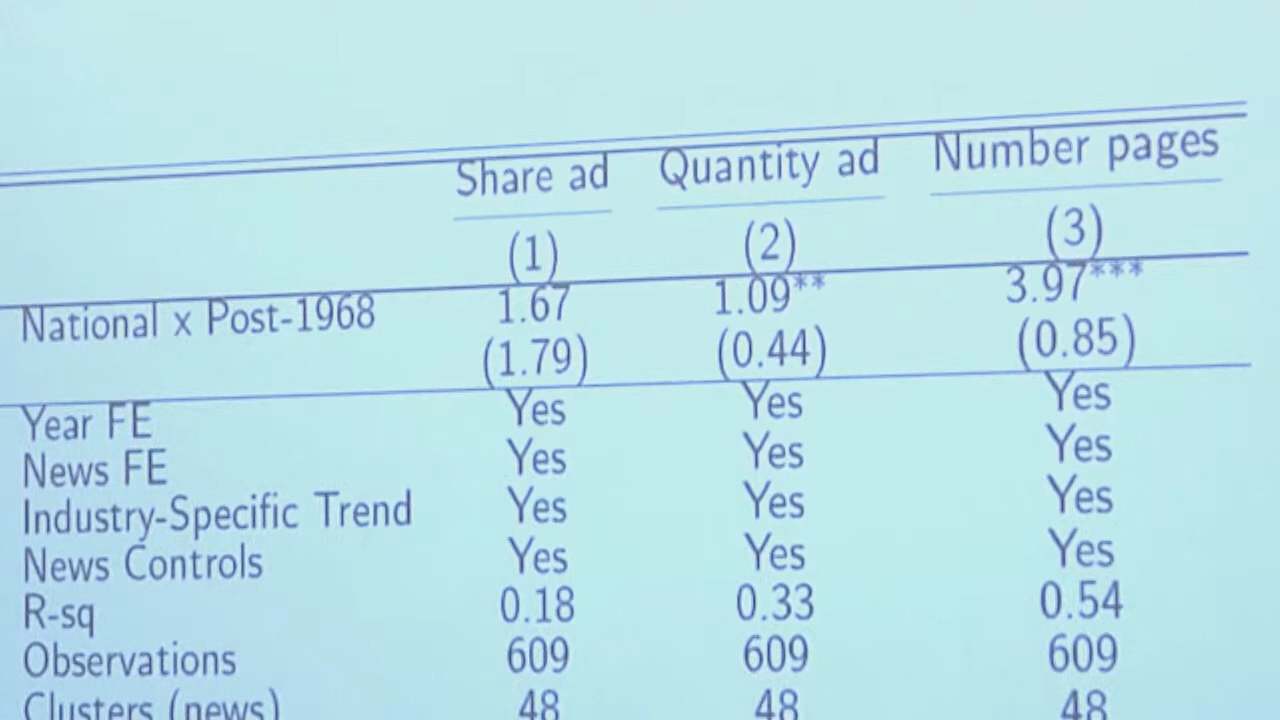 Share ad Quantity ad Number pages
(1) (2) (3)
National x Post-1968 1.67 1.09** 3.97***
(1.79) (0.44) (0.85)
Year FE Yes Yes Yes
News FE Yes Yes Yes
Industry-Specific Trend Yes Yes Yes
News Controls Yes Yes Yes
R-sq 0.18 0.33 0.54
Observations 609 609 609
Clusters (news) 48 48 48